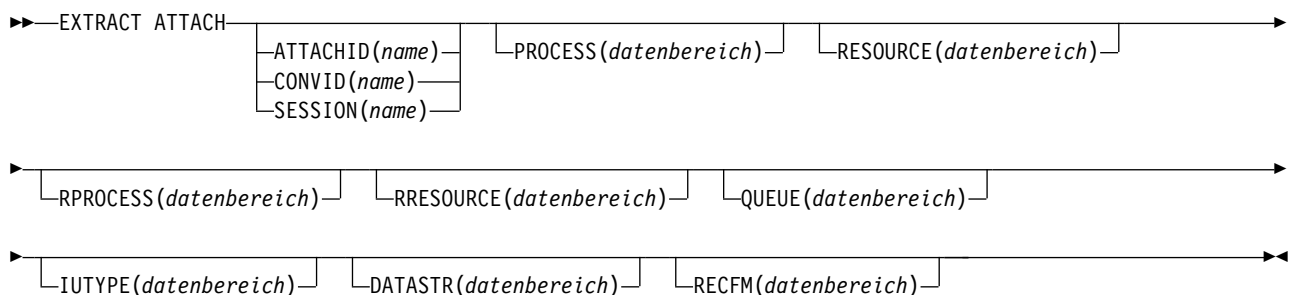 EXTRACT ATTACH
ATTACHID(name) PROCESS(datenbereich) RESOURCE(datenbereich)
CONVID(name)
SESSION(name)
RPROCESS(datenbereich) RRESOURCE(datenbereich) QUEUE(datenbereich)
IUTYPE(datenbereich) DATASTR(datenbereich) RECFM(datenbereich)